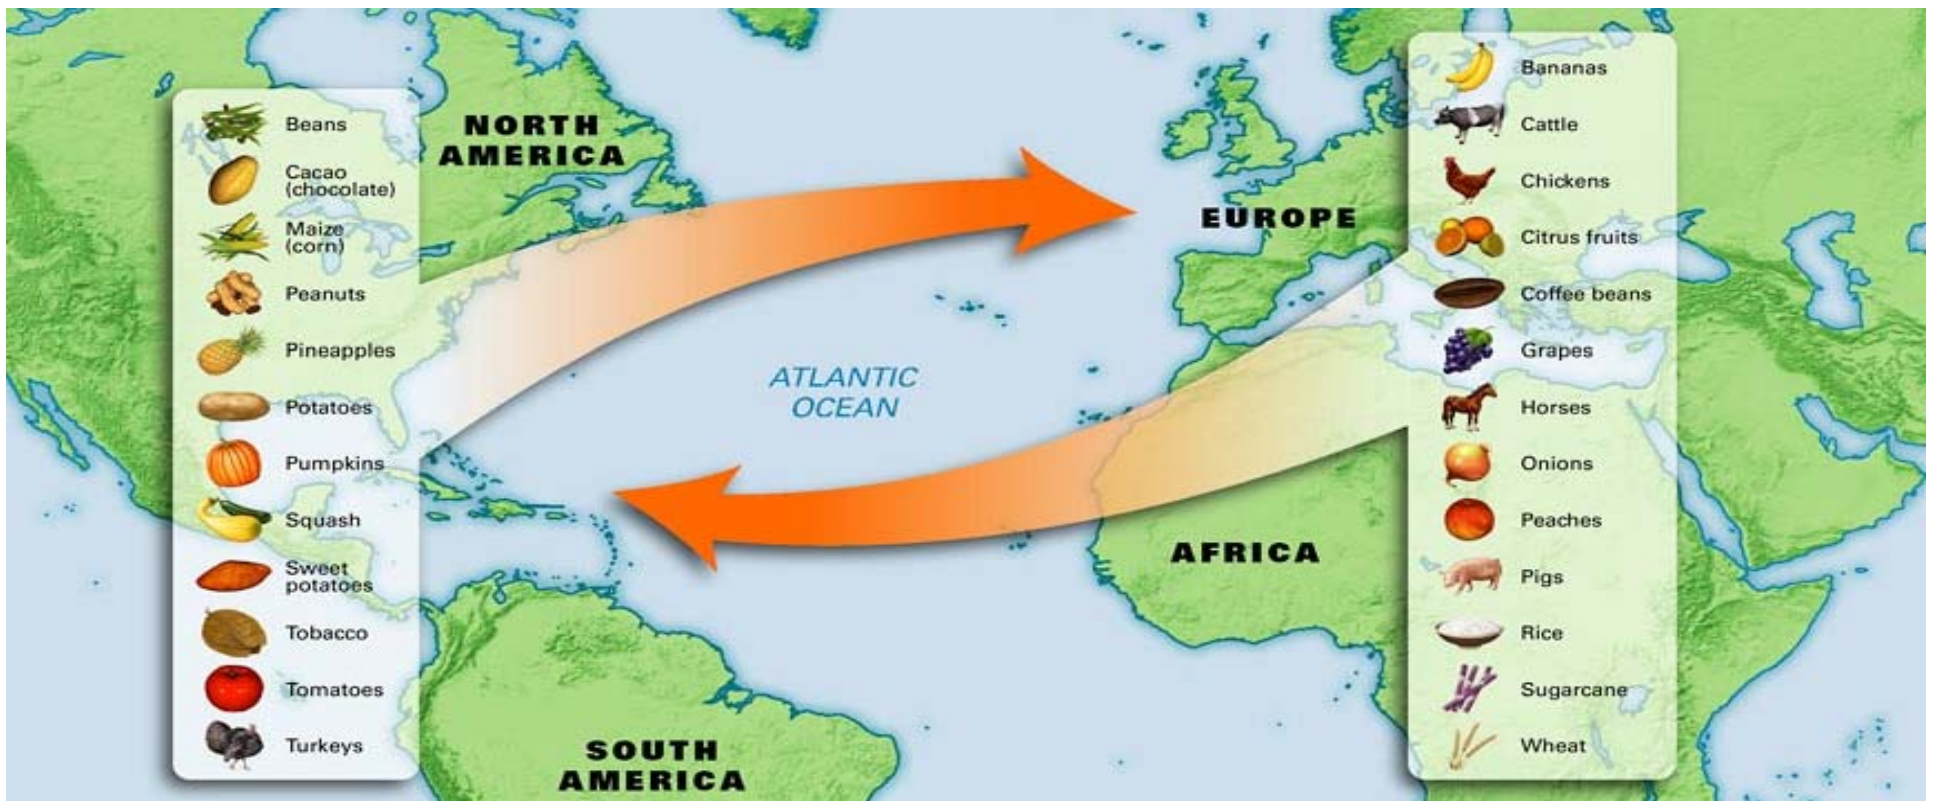 Beans
Cacao
(chocolate)
Maize
(corn)
Peanuts
Pineapples
Potatoes
Pumpkins
Squash
Sweet
potatoes
Tobacco
Tomatoes
Turkeys
NORTH
AMERICA
ATLANTIC
OCEAN
SOUTH
AMERICA
EUROPE
AFRICA
Bananas
Cattle
Chickens
Citrus fruits
Coffee beans
Grapes
Horses
Onions
Peaches
Pigs
Rice
Sugarcane
Wheat